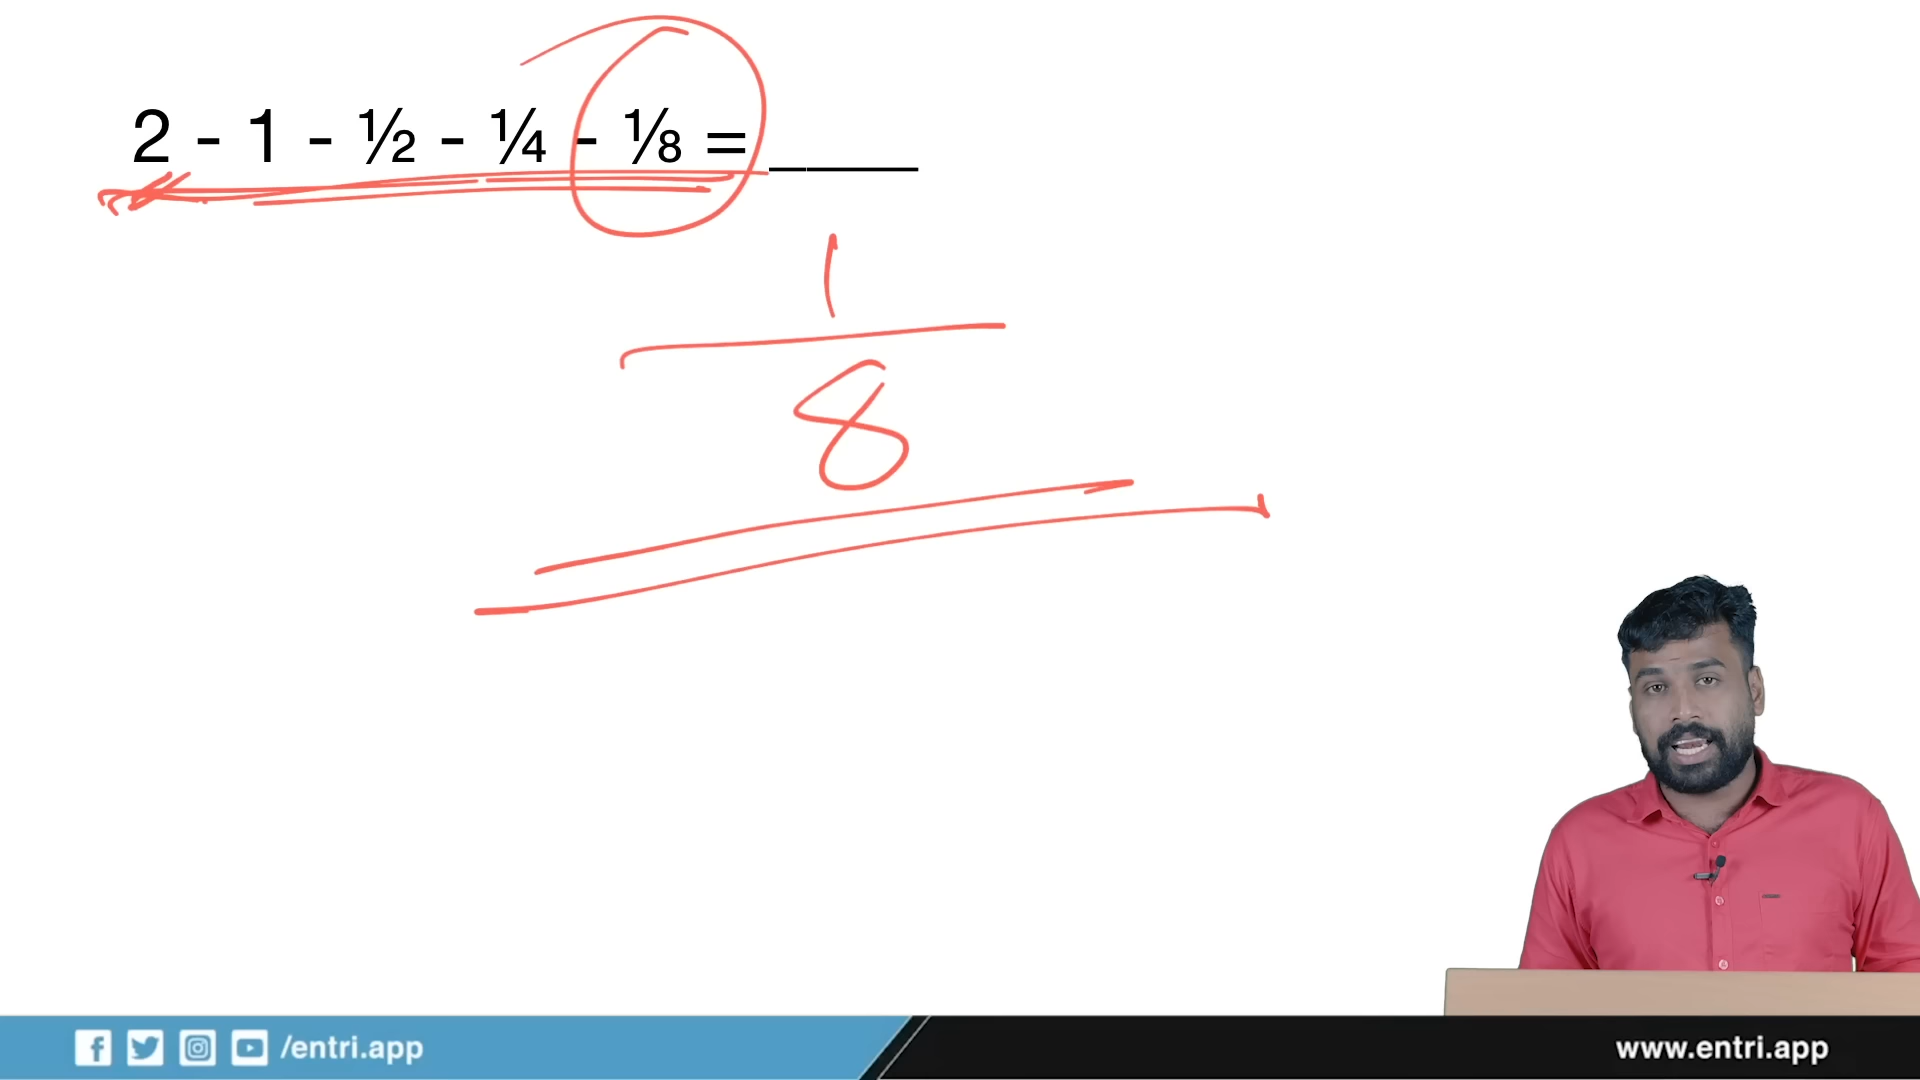 2 - 1 - ½ - ¼ - ⅛ = ____
1
8
/entri.app
www.entri.app